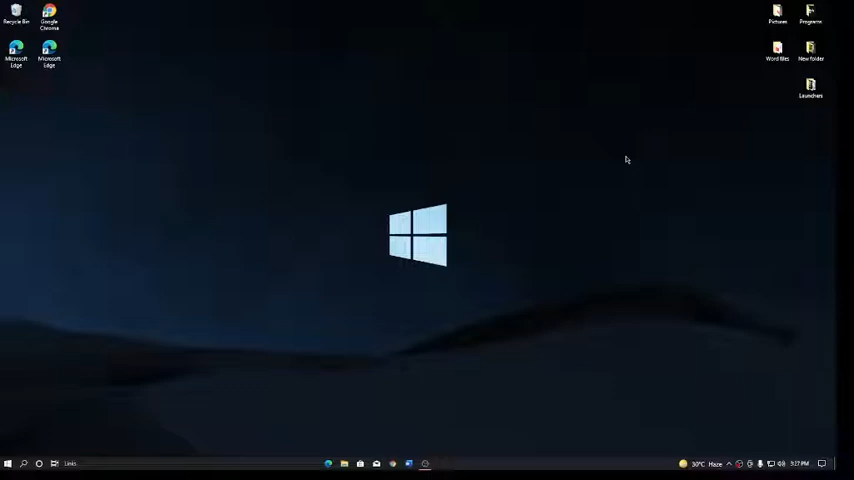 Recycle Bin
Google
Chrome
Microsoft
Edge
Microsoft
Edge
Pictures
Programs
Word files
New folder
Launchers
Links
30°C Haze
3:27 PM